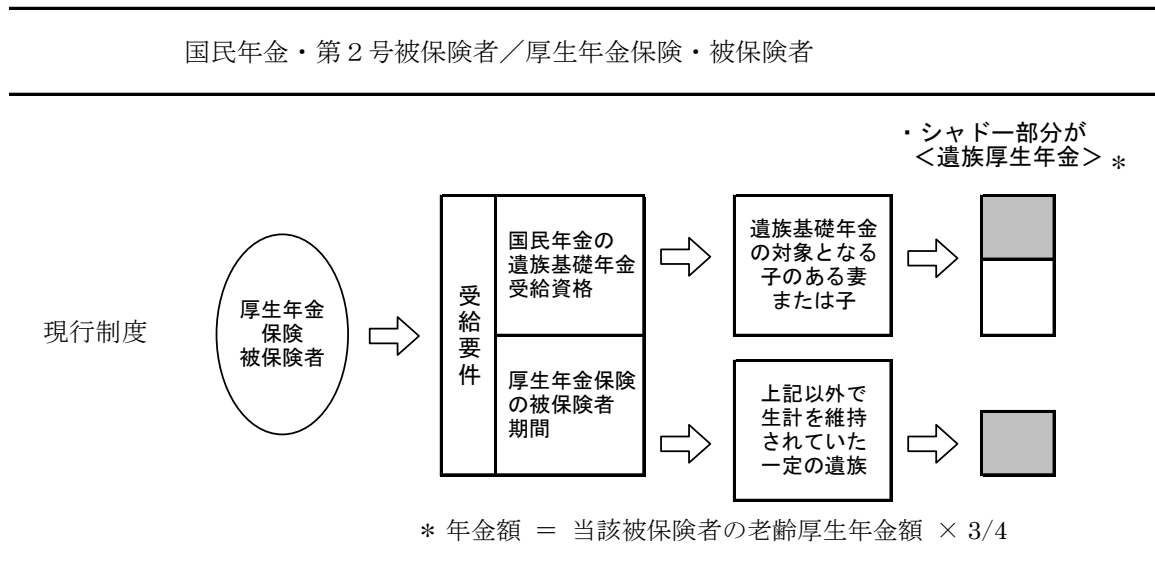 国民年金・第２号被保険者／厚生年金保険・被保険者
・シャドー部分が
＜遺族厚生年金＞ *
現行制度
厚生年金
保険
被保険者
受給要件
国民年金の
遺族基礎年金
受給資格
遺族基礎年金
の対象となる
子のある妻
または子
厚生年金保険
の被保険者
期間
上記以外で
生計を維持
されていた
一定の遺族
* 年金額 ＝ 当該被保険者の老齢厚生年金額 × 3/4